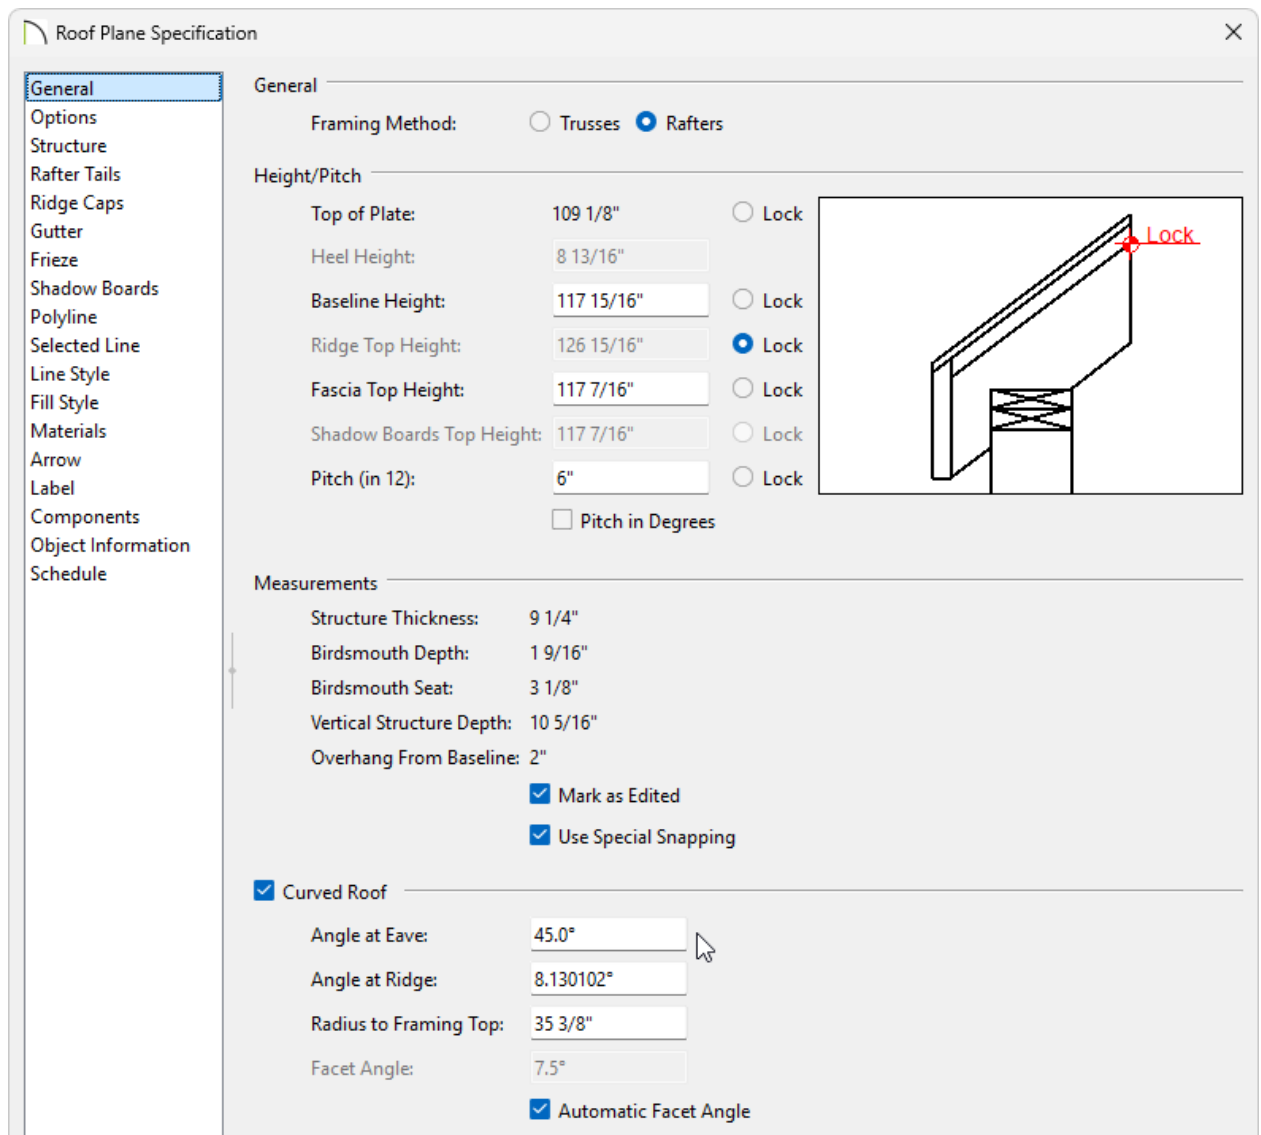 Roof Plane Specification
General
Options
Structure
Rafter Tails
Ridge Caps
Gutter
Frieze
Shadow Boards
Polyline
Selected Line
Line Style
Fill Style
Materials
Arrow
Label
Components
Object Information
Schedule
General
Framing Method: Trusses Rafters
Height/Pitch
Top of Plate: 109 1/8" Lock
Heel Height: 8 13/16"
Baseline Height: 117 15/16" Lock
Ridge Top Height: 126 15/16" Lock
Fascia Top Height: 117 7/16" Lock
Shadow Boards Top Height: 117 7/16" Lock
Pitch (in 12): 6" Lock
Pitch in Degrees
Lock
Measurements
Structure Thickness: 9 1/4"
Birdsmouth Depth: 1 9/16"
Birdsmouth Seat: 3 1/8"
Vertical Structure Depth: 10 5/16"
Overhang From Baseline: 2"
Mark as Edited
Use Special Snapping
Curved Roof
Angle at Eave: 45.0°
Angle at Ridge: 8.130102°
Radius to Framing Top: 35 3/8"
Facet Angle: 7.5°
Automatic Facet Angle